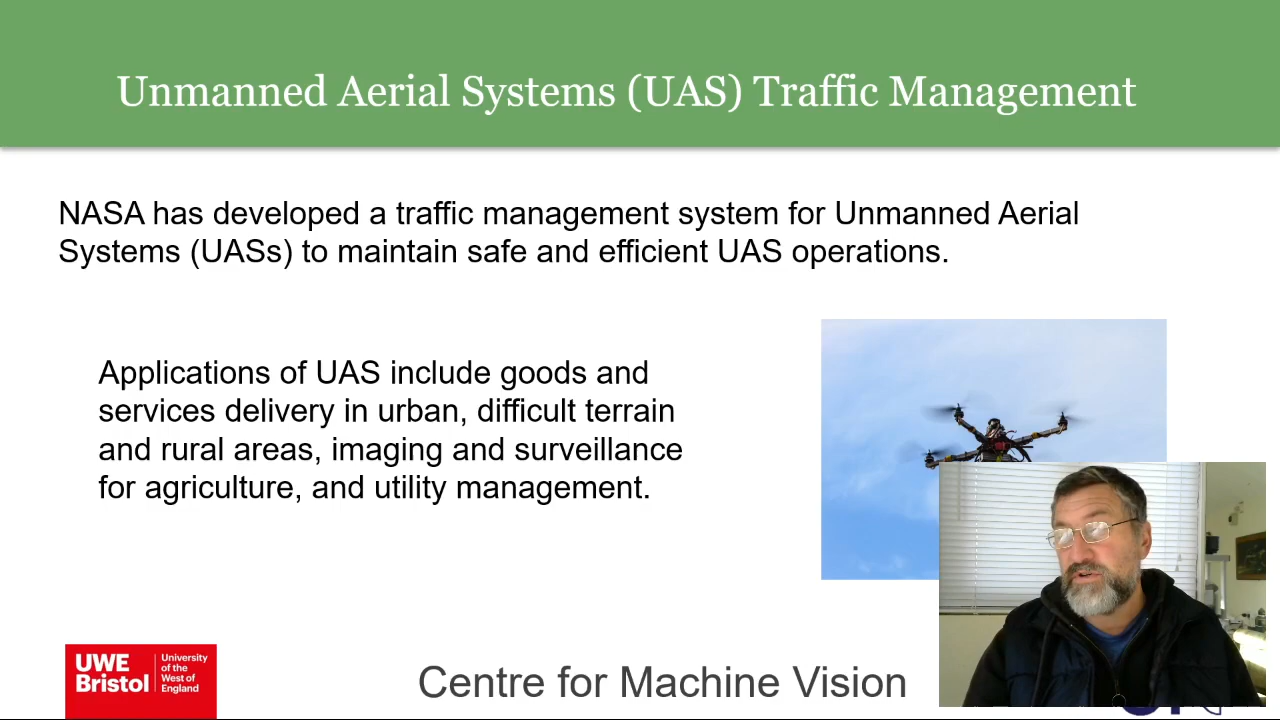 Unmanned Aerial Systems (UAS) Traffic Management
NASA has developed a traffic management system for Unmanned Aerial
Systems (UASs) to maintain safe and efficient UAS operations.
Applications of UAS include goods and
services delivery in urban, difficult terrain
and rural areas, imaging and surveillance
for agriculture, and utility management.
UWE
Bristol
University
of the
West of
England
Centre for Machine Vision